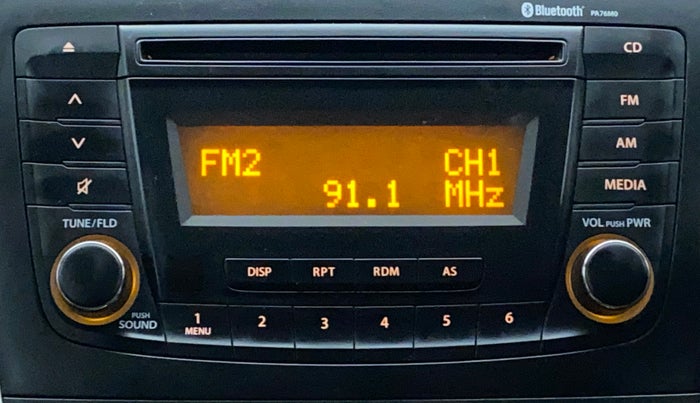 Bluetooth PA76860
CD
FM
AM
MEDIA
FM2 CH1
91.1 MHz
TUNE/FLD
VOL PUSH PWR
DISP RPT RDM AS
PUSH
SOUND
1 2 3 4 5 6
MENU